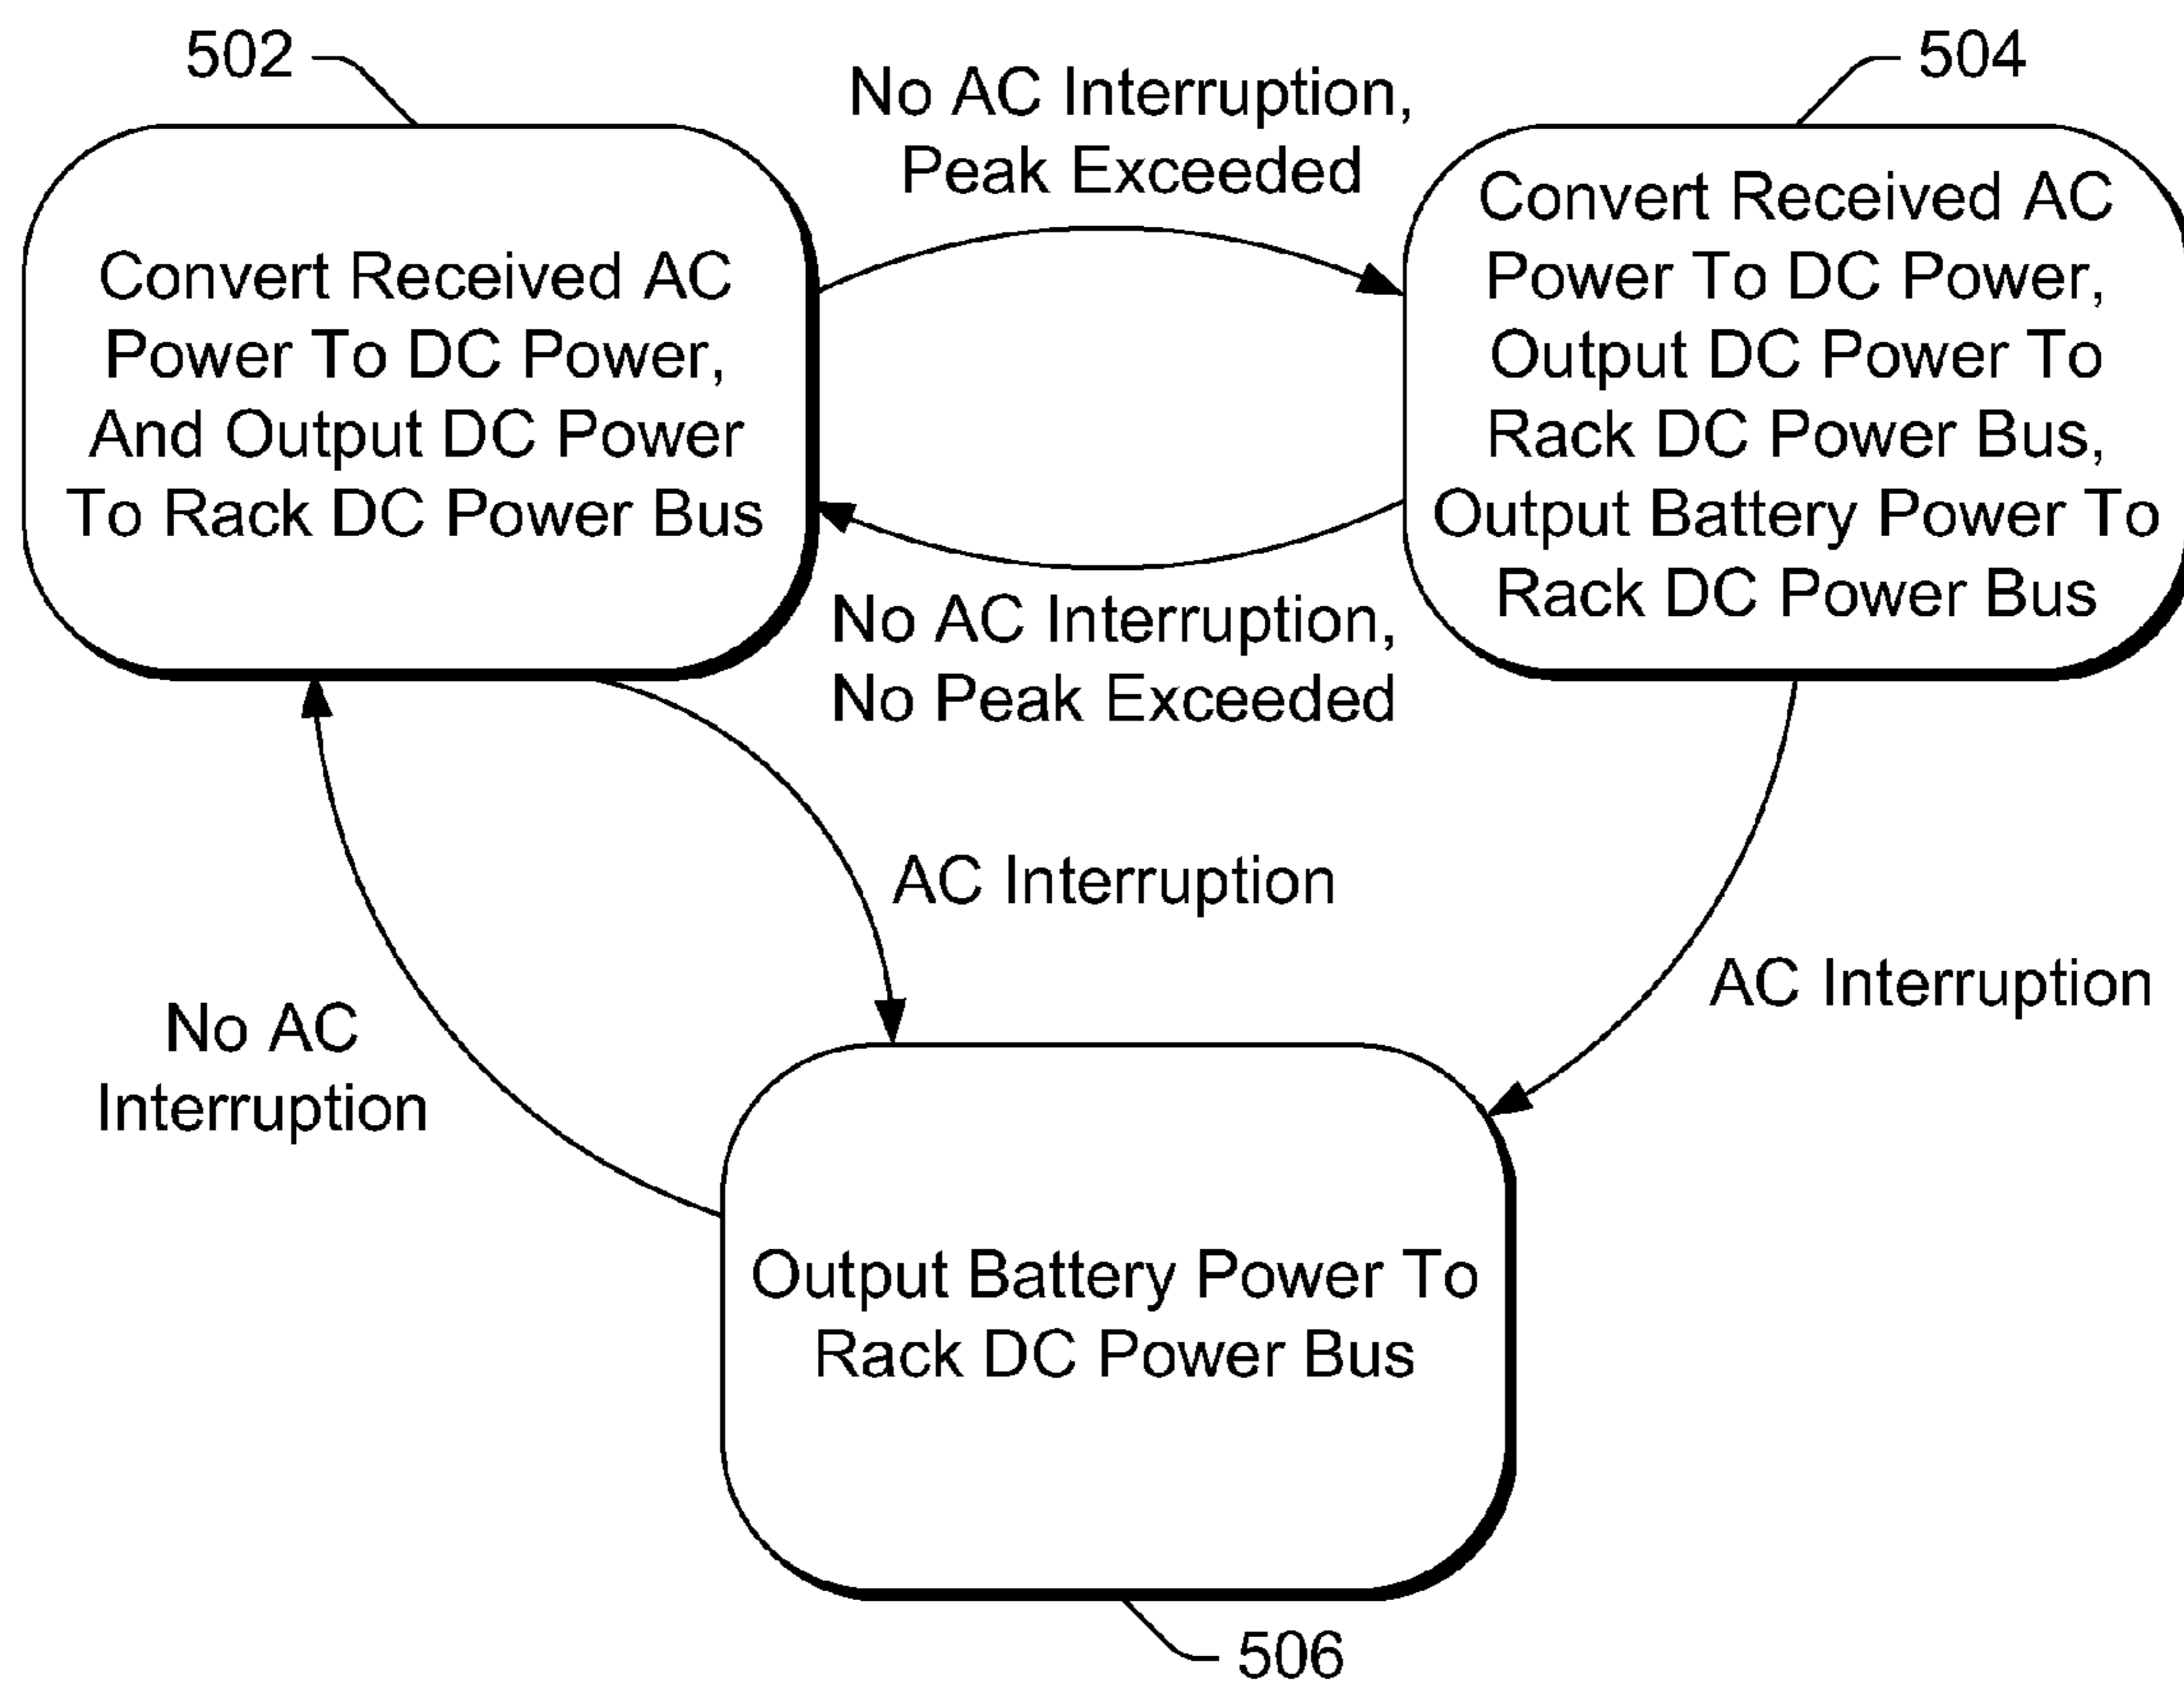 502
504
No AC Interruption,
Peak Exceeded
Convert Received AC
Power To DC Power,
And Output DC Power
To Rack DC Power Bus
Convert Received AC
Power To DC Power,
Output DC Power To
Rack DC Power Bus,
Output Battery Power To
Rack DC Power Bus
No AC Interruption,
No Peak Exceeded
AC Interruption
AC Interruption
No AC
Interruption
Output Battery Power To
Rack DC Power Bus
506